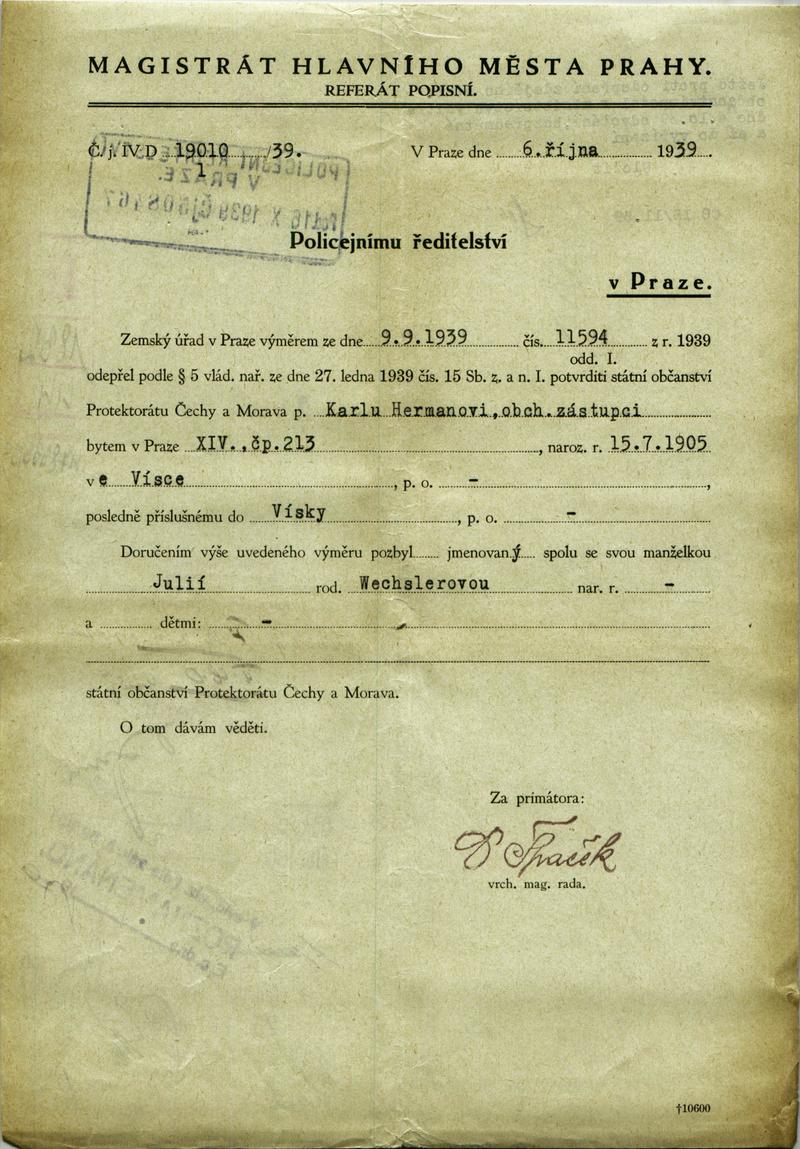 MAGISTRÁT HLAVNÍHO MĚSTA PRAHY.
REFERÁT POPISNÍ.
Č. j. IV.D 19010/39.
1
V Praze dne 6. října 1939.
Policejnímu ředitelství
v Praze.
Zemský úřad v Praze výměrem ze dne 9.9.1939 čís. 11594 z r. 1939
odd. I.
odepřel podle § 5 vlád. nař. ze dne 27. ledna 1939 čís. 15 Sb. z. a n. I. potvrditi státní občanství
Protektorátu Čechy a Morava p. Karlu Hermanovi, obch. zástupci
bytem v Praze XIV., čp. 213, naroz. r. 15.7.1905
v e Vísce, p. o. -,
posledně příslušnému do Vísky, p. o. -
Doručením výše uvedeného výměru pozbyl jmenovaný spolu se svou manželkou
Julií rod. Wechslerovou nar. r. -
a dětmi: -
státní občanství Protektorátu Čechy a Morava.
O tom dávám věděti.
Za primátora:
vrch. mag. rada.
†10600